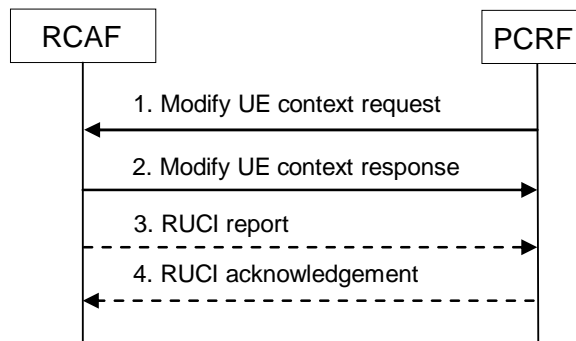 RCAF
PCRF
1. Modify UE context request
2. Modify UE context response
3. RUCI report
4. RUCI acknowledgement